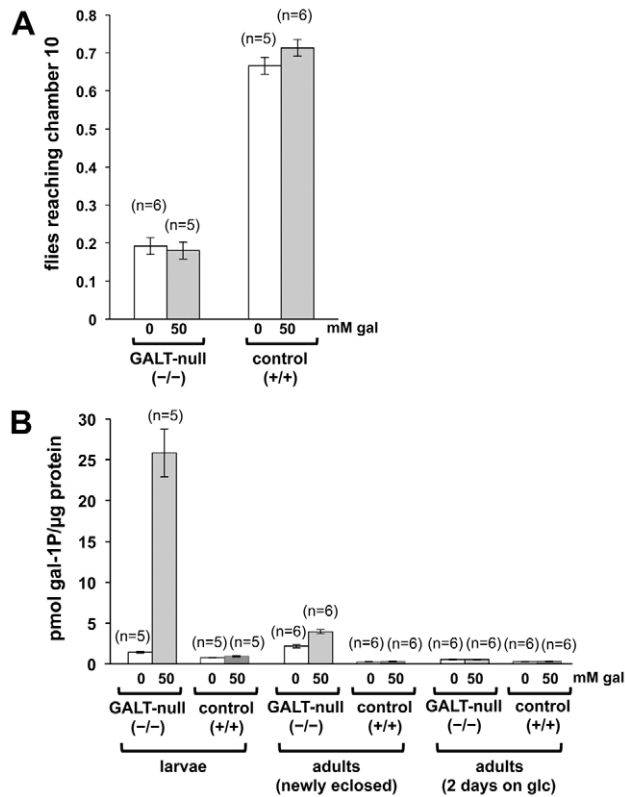 A
flies reaching chamber 10
0.8
0.7
0.6
0.5
0.4
0.3
0.2
0.1
0
(n=6)
(n=5)
(n=5)
(n=6)
0 50 0 50 mM gal
GALT-null control
(−/−) (+/+)
B
pmol gal-1P/µg protein
30
25
20
15
10
5
0
(n=5)
(n=5) (n=5) (n=5) (n=6) (n=6) (n=6) (n=6) (n=6) (n=6) (n=6) (n=6)
0 50 0 50 0 50 0 50 0 50 0 50 mM gal
GALT-null control GALT-null control GALT-null control
(−/−) (+/+) (−/−) (+/+) (−/−) (+/+)
larvae adults adults
(newly eclosed) (2 days on glc)